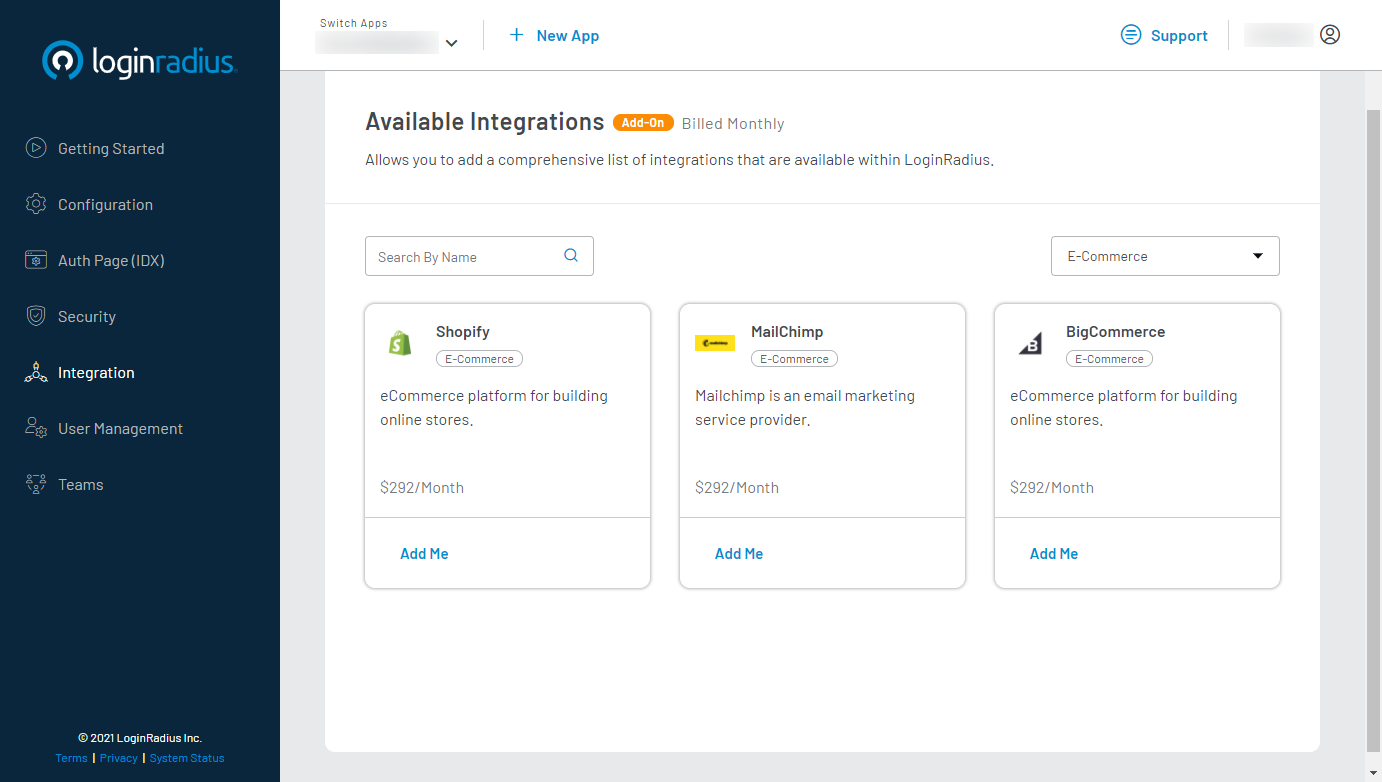 loginradius
Switch Apps
New App
Support
Getting Started
Configuration
Auth Page (IDX)
Security
Integration
User Management
Teams
© 2021 LoginRadius Inc.
Terms | Privacy | System Status
Available Integrations Add-On Billed Monthly
Allows you to add a comprehensive list of integrations that are available within LoginRadius.
Search By Name
E-Commerce
Shopify
E-Commerce
eCommerce platform for building
online stores.
$292/Month
Add Me
MailChimp
E-Commerce
Mailchimp is an email marketing
service provider.
$292/Month
Add Me
BigCommerce
E-Commerce
eCommerce platform for building
online stores.
$292/Month
Add Me